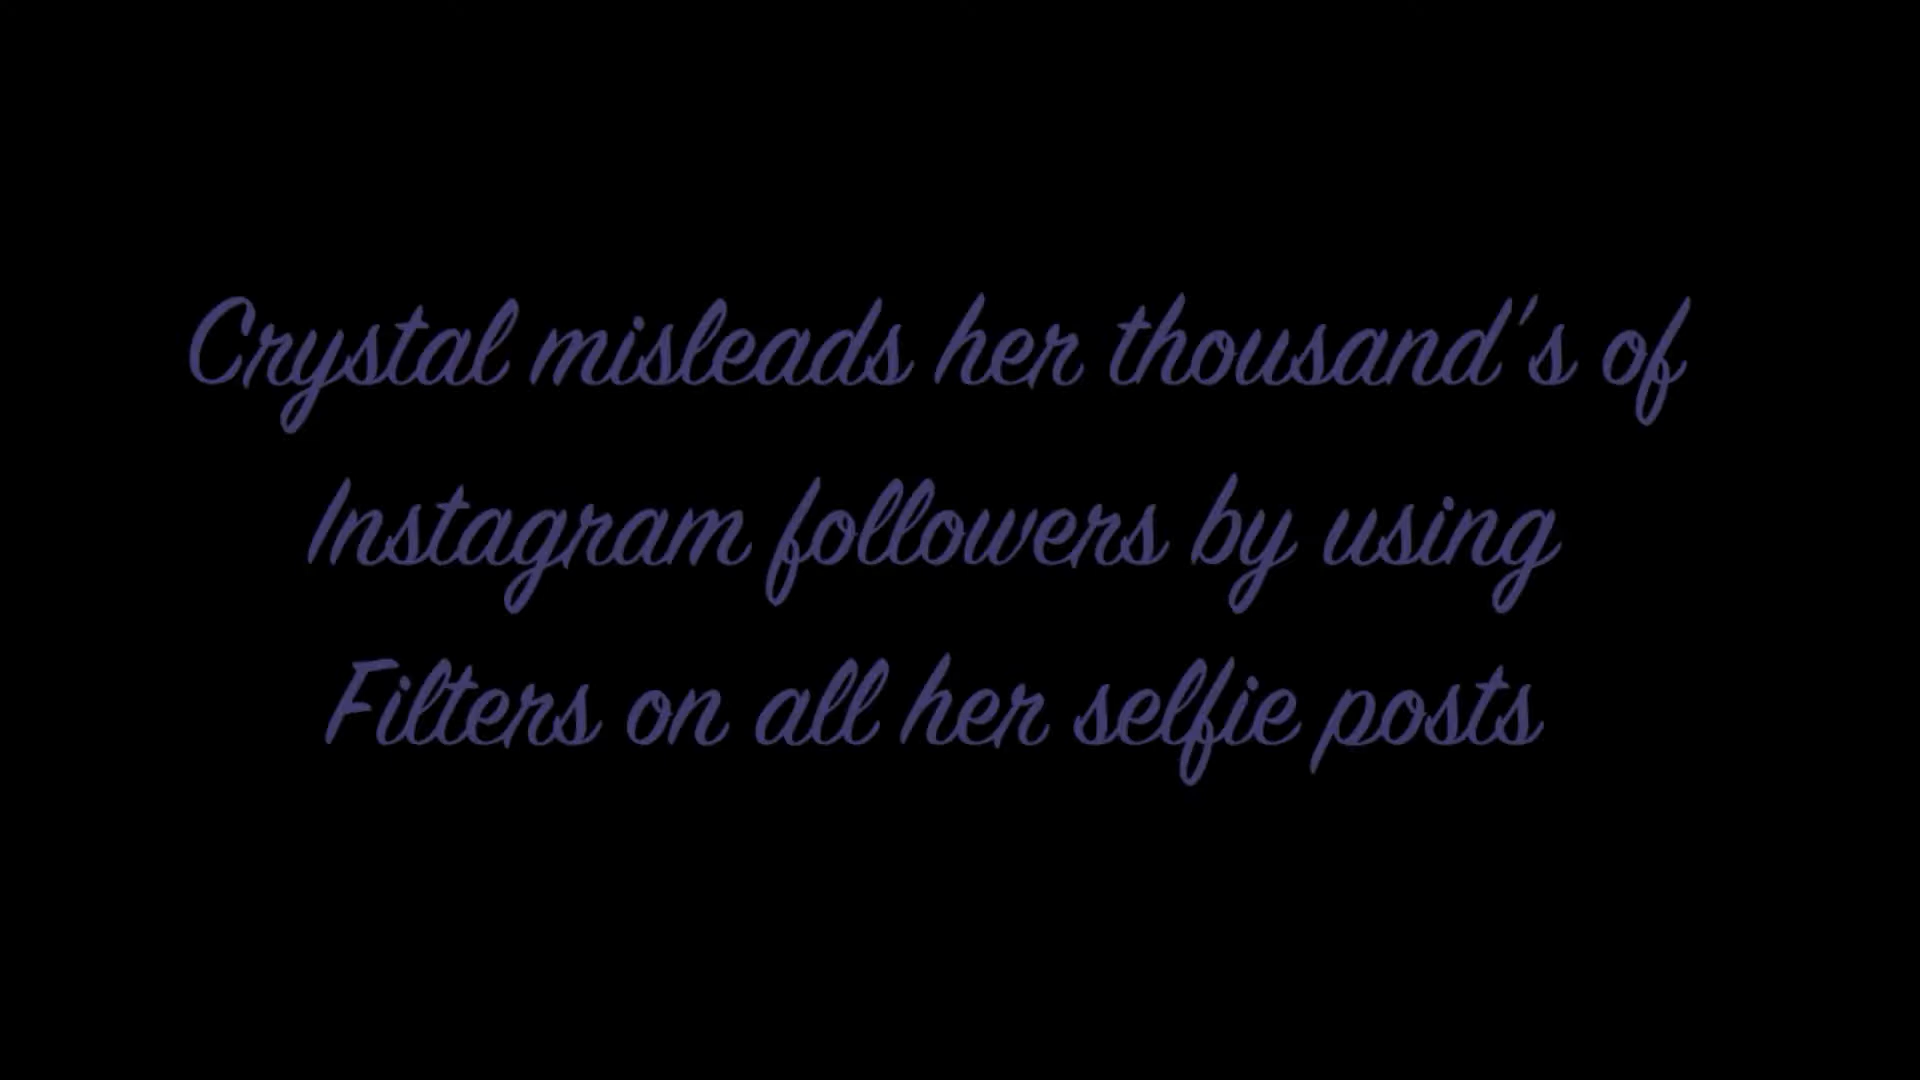 Crystal misleads her thousand's of
Instagram followers by using
Filters on all her selfie posts